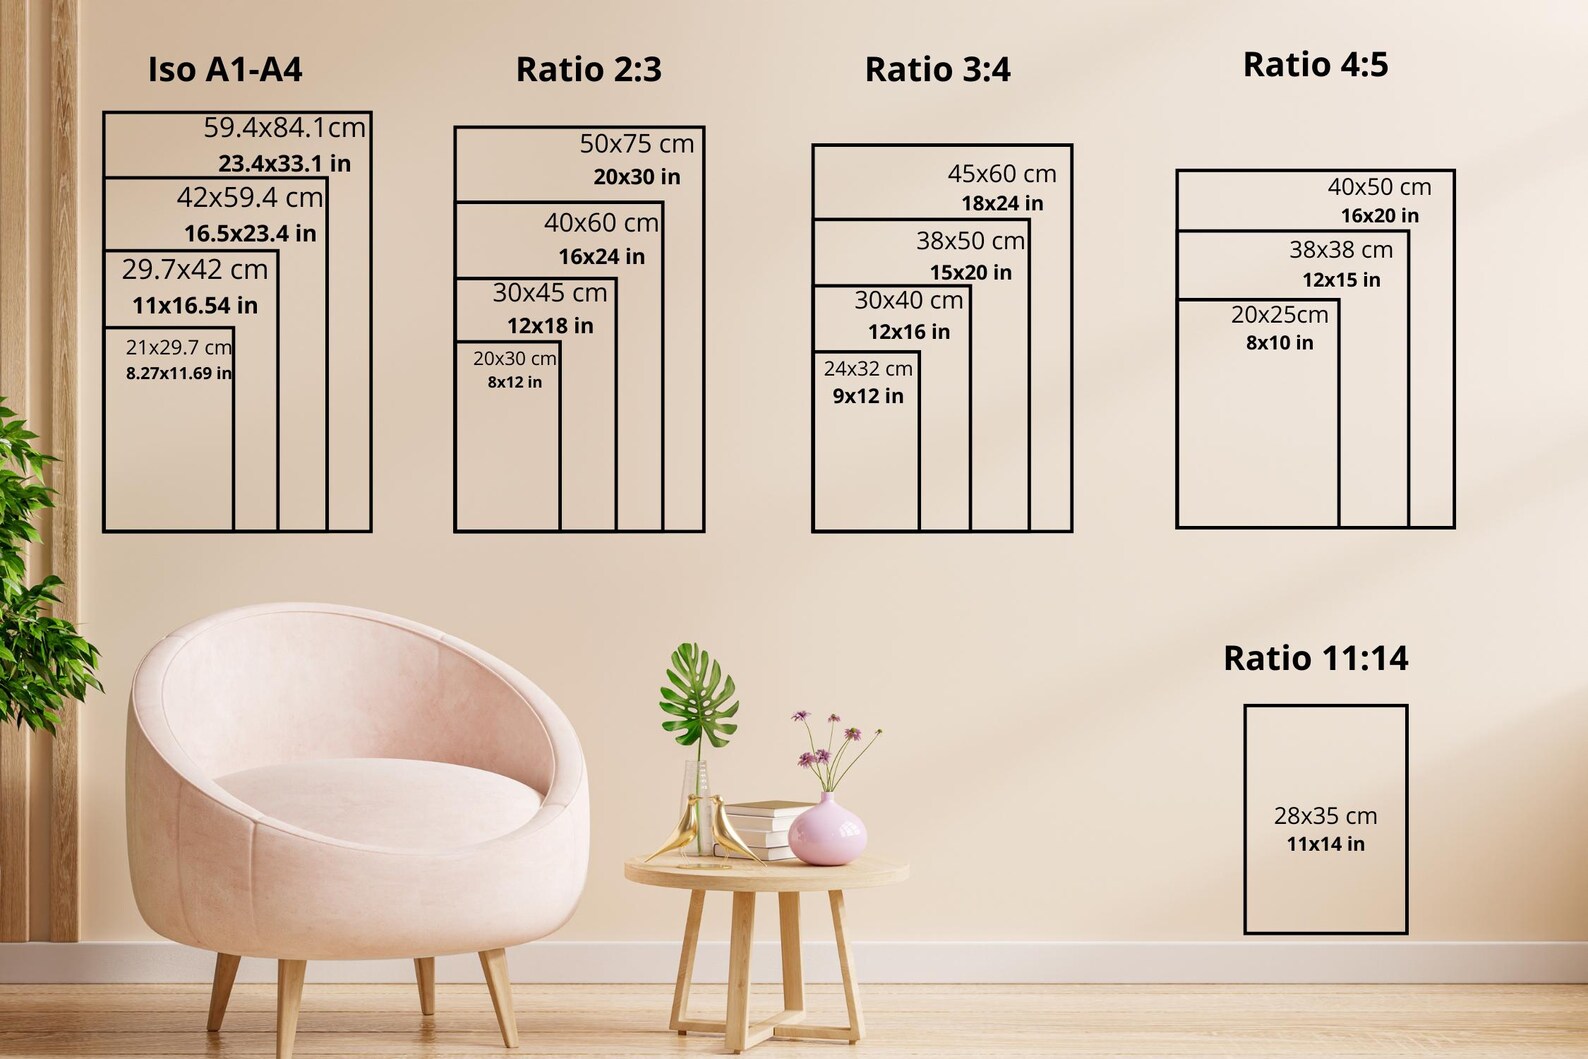 Iso A1-A4
59.4x84.1cm
23.4x33.1 in
42x59.4 cm
16.5x23.4 in
29.7x42 cm
11x16.54 in
21x29.7 cm
8.27x11.69 in
Ratio 2:3
50x75 cm
20x30 in
40x60 cm
16x24 in
30x45 cm
12x18 in
20x30 cm
8x12 in
Ratio 3:4
45x60 cm
18x24 in
38x50 cm
15x20 in
30x40 cm
12x16 in
24x32 cm
9x12 in
Ratio 4:5
40x50 cm
16x20 in
38x38 cm
12x15 in
20x25cm
8x10 in
Ratio 11:14
28x35 cm
11x14 in